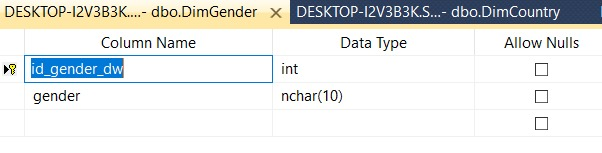 DESKTOP-I2V3B3K....- dbo.DimGender DESKTOP-I2V3B3K.S...- dbo.DimCountry
Column Name Data Type Allow Nulls
id_gender_dw int
gender nchar(10)